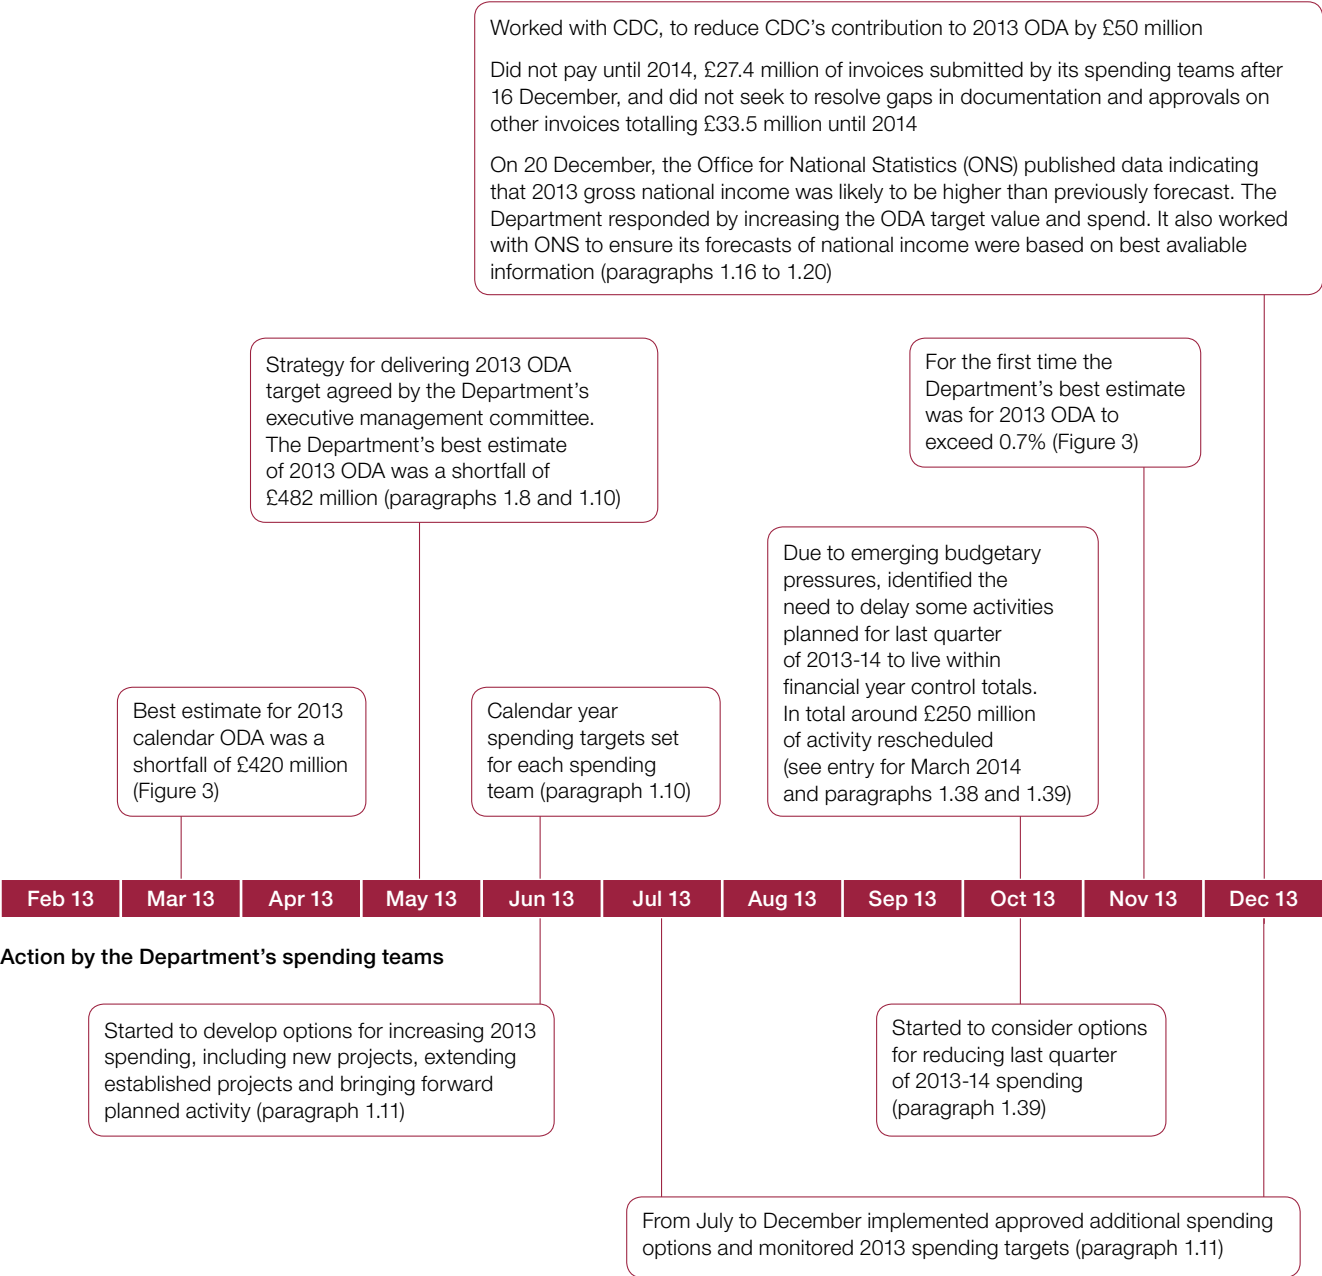 Worked with CDC, to reduce CDC's contribution to 2013 ODA by £50 million
Did not pay until 2014, £27.4 million of invoices submitted by its spending teams after
16 December, and did not seek to resolve gaps in documentation and approvals on
other invoices totalling £33.5 million until 2014
On 20 December, the Office for National Statistics (ONS) published data indicating
that 2013 gross national income was likely to be higher than previously forecast. The
Department responded by increasing the ODA target value and spend. It also worked
with ONS to ensure its forecasts of national income were based on best avaliable
information (paragraphs 1.16 to 1.20)
Strategy for delivering 2013 ODA
target agreed by the Department's
executive management committee.
The Department's best estimate
of 2013 ODA was a shortfall of
£482 million (paragraphs 1.8 and 1.10)
For the first time the
Department's best estimate
was for 2013 ODA to
exceed 0.7% (Figure 3)
Due to emerging budgetary
pressures, identified the
need to delay some activities
planned for last quarter
of 2013-14 to live within
financial year control totals.
In total around £250 million
of activity rescheduled
(see entry for March 2014
and paragraphs 1.38 and 1.39)
Best estimate for 2013
calendar ODA was a
shortfall of £420 million
(Figure 3)
Calendar year
spending targets set
for each spending
team (paragraph 1.10)
Feb 13 Mar 13 Apr 13 May 13 Jun 13 Jul 13 Aug 13 Sep 13 Oct 13 Nov 13 Dec 13
Action by the Department's spending teams
Started to develop options for increasing 2013
spending, including new projects, extending
established projects and bringing forward
planned activity (paragraph 1.11)
Started to consider options
for reducing last quarter
of 2013-14 spending
(paragraph 1.39)
From July to December implemented approved additional spending
options and monitored 2013 spending targets (paragraph 1.11)